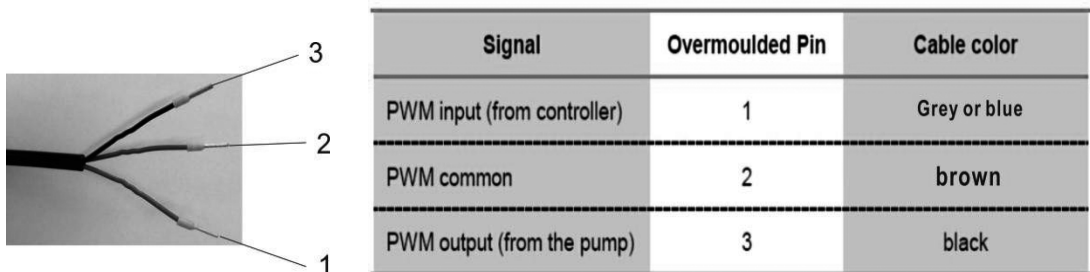 3
2
1
Signal Overmoulded Pin Cable color
PWM input (from controller) 1 Grey or blue
PWM common 2 brown
PWM output (from the pump) 3 black